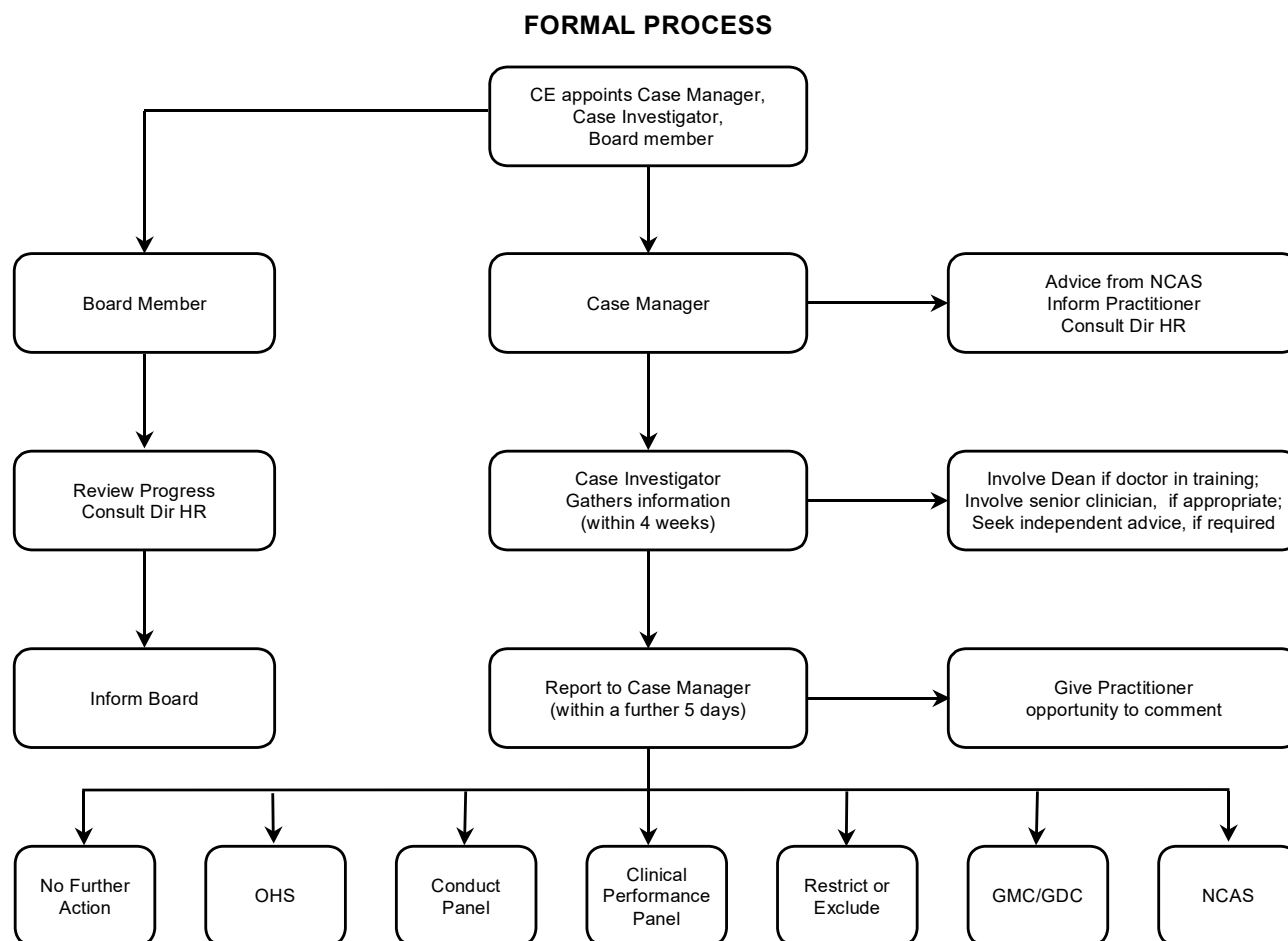 FORMAL PROCESS
CE appoints Case Manager,
Case Investigator,
Board member
Board Member
Case Manager
Advice from NCAS
Inform Practitioner
Consult Dir HR
Review Progress
Consult Dir HR
Case Investigator
Gathers information
(within 4 weeks)
Involve Dean if doctor in training;
Involve senior clinician, if appropriate;
Seek independent advice, if required
Inform Board
Report to Case Manager
(within a further 5 days)
Give Practitioner
opportunity to comment
No Further
Action
OHS
Conduct
Panel
Clinical
Performance
Panel
Restrict or
Exclude
GMC/GDC
NCAS